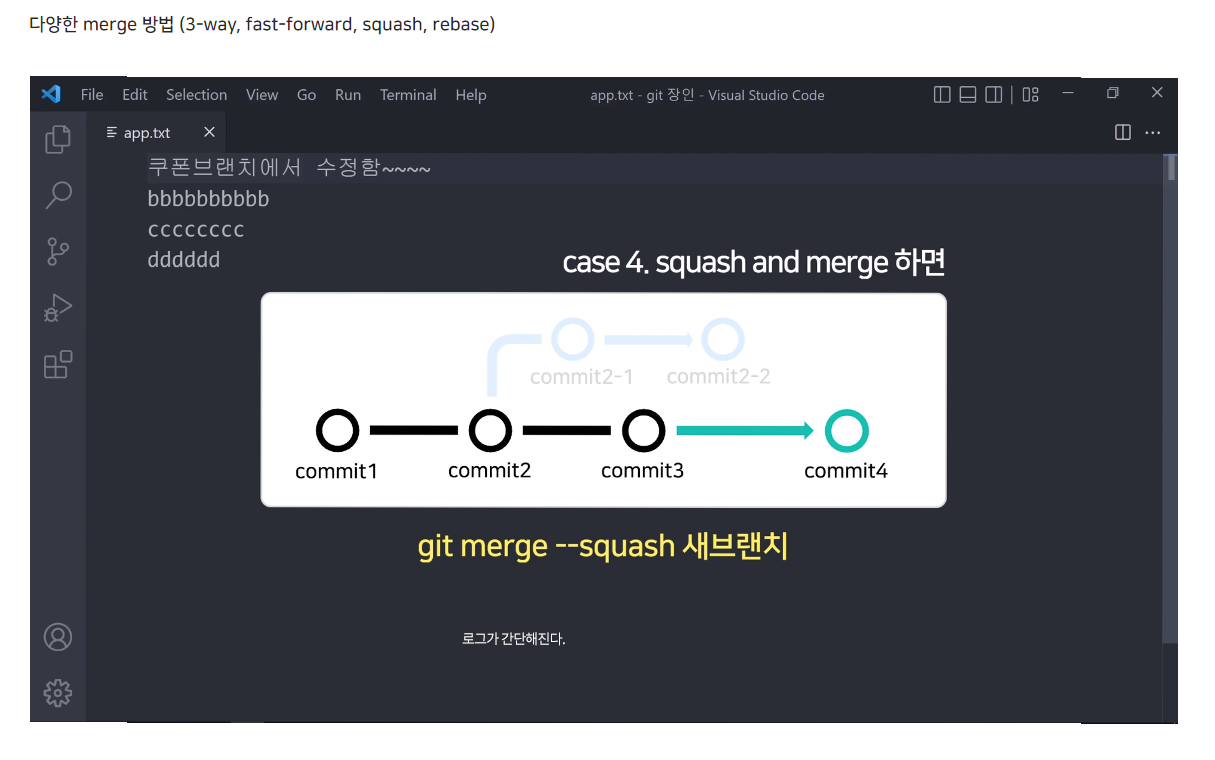 다양한 merge 방법 (3-way, fast-forward, squash, rebase)
File Edit Selection View Go Run Terminal Help app.txt - git 장인 - Visual Studio Code
app.txt
쿠폰브랜치에서 수정함~~~~
bbbbbbbbbb
cccccccc
dddddd
case 4. squash and merge 하면
commit2-1 commit2-2
commit1 commit2 commit3 commit4
git merge --squash 새브랜치
로그가 간단해진다.